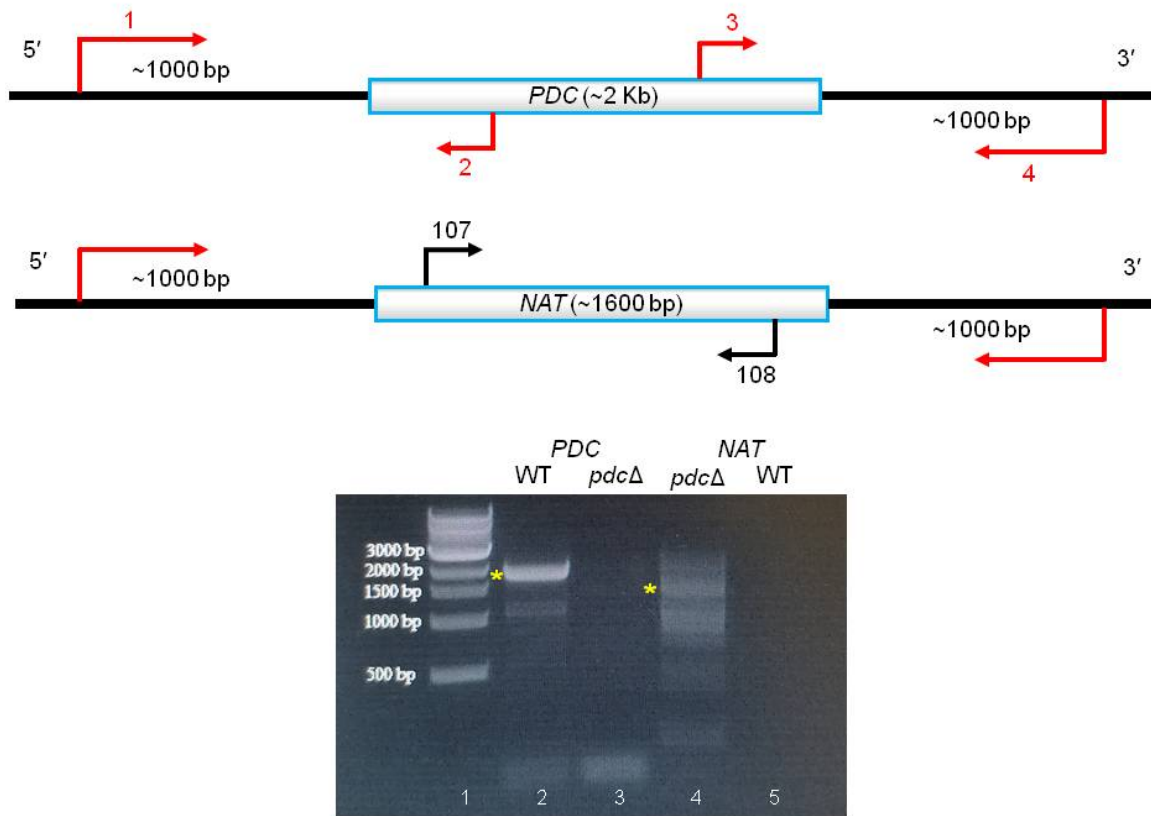 1
3
5′
3′
~1000 bp
PDC (~2 Kb)
~1000 bp
2
4
107
5′
3′
~1000 bp
NAT (~1600 bp)
~1000 bp
108
PDC NAT
WT pdcΔ pdcΔ WT
3000 bp
2000 bp
*
1500 bp
*
1000 bp
500 bp
1 2 3 4 5